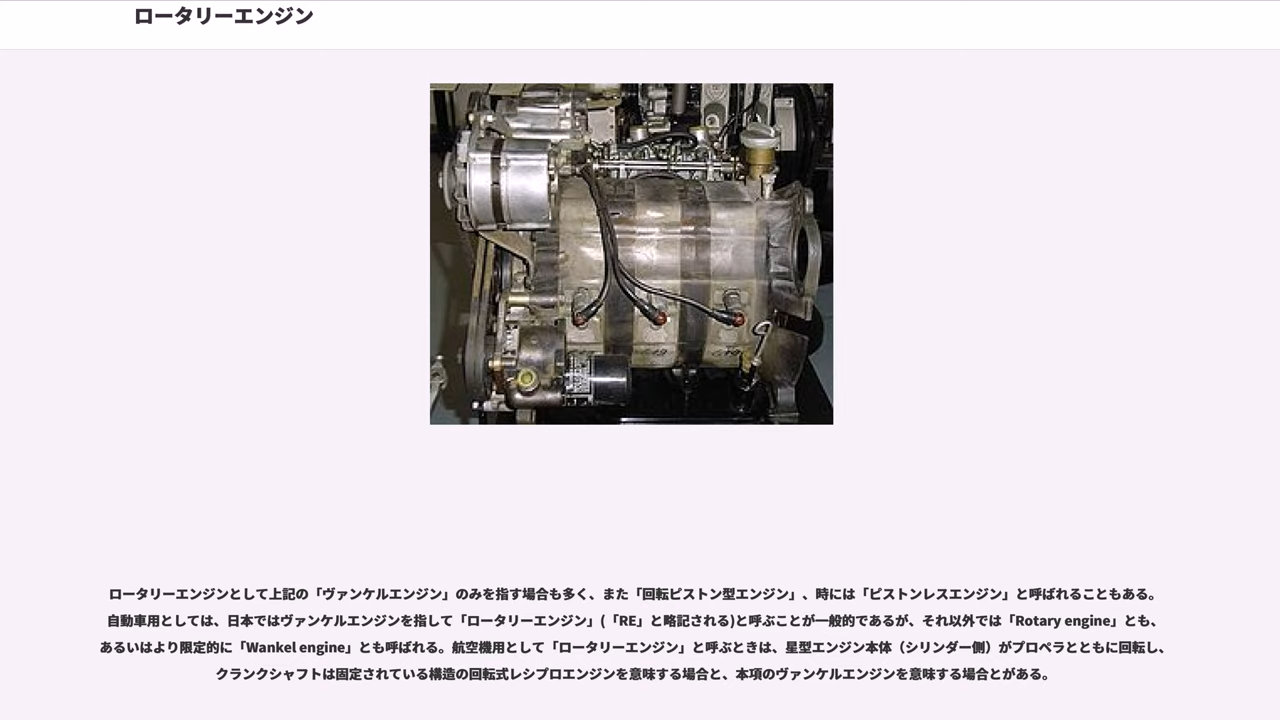 ロータリーエンジン
ロータリーエンジンとして上記の「ヴァンケルエンジン」のみを指す場合も多く、また「回転ピストン型エンジン」、時には「ピストンレスエンジン」と呼ばれることもある。
自動車用としては、日本ではヴァンケルエンジンを指して「ロータリーエンジン」(「RE」と略記される)と呼ぶことが一般的であるが、それ以外では「Rotary engine」とも、
あるいはより限定的に「Wankel engine」とも呼ばれる。航空機用として「ロータリーエンジン」と呼ぶときは、星型エンジン本体（シリンダー側）がプロペラとともに回転し、
クランクシャフトは固定されている構造の回転式レシプロエンジンを意味する場合と、本項のヴァンケルエンジンを意味する場合とがある。